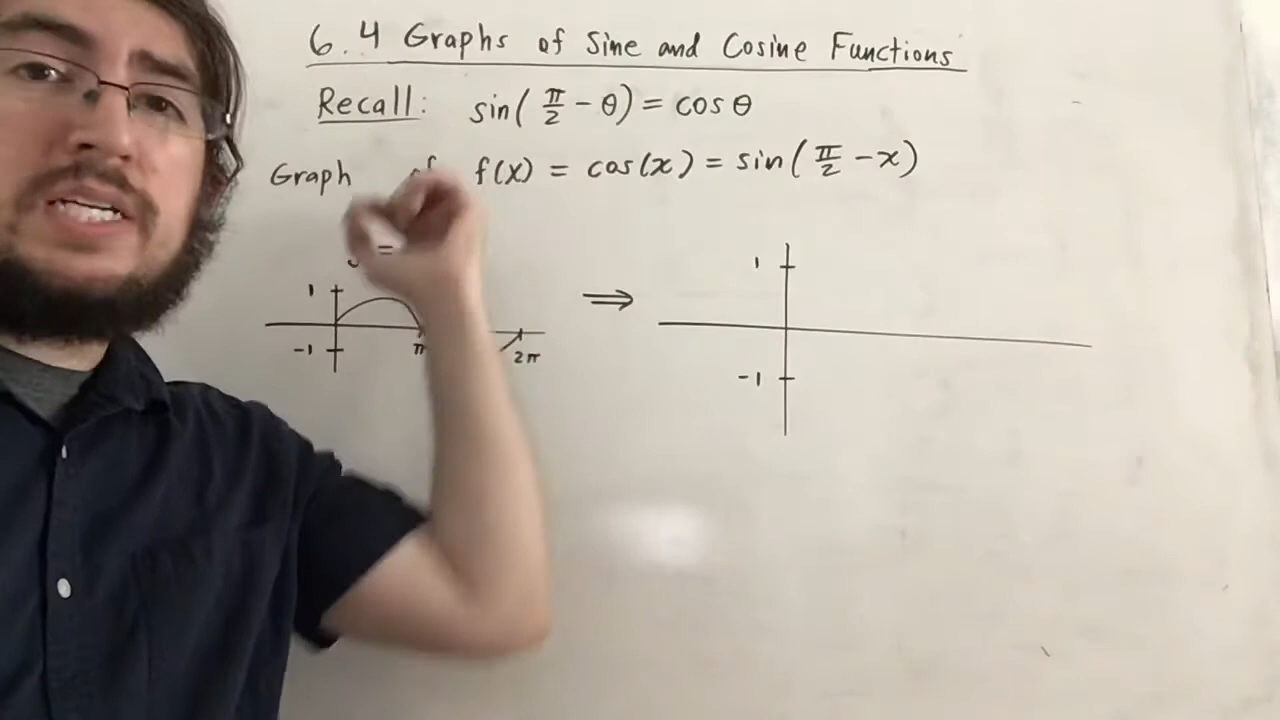 6.4 Graphs of Sine and Cosine Functions
Recall: sin(π/2 - θ) = cos θ
Graph f(x) = cos(x) = sin(π/2 - x)
=
1
-1
π
2π
1
-1